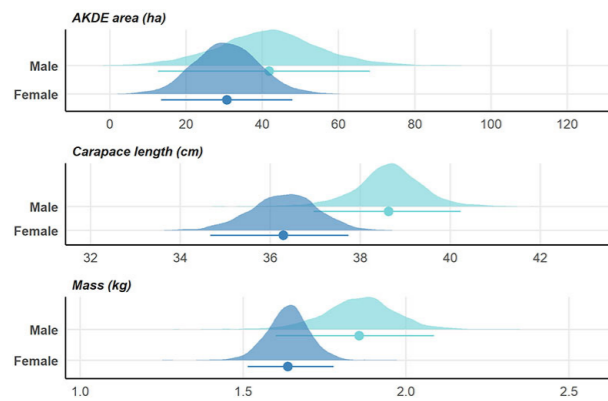 AKDE area (ha)
Male
Female
0 20 40 60 80 100 120
Carapace length (cm)
Male
Female
32 34 36 38 40 42
Mass (kg)
Male
Female
1.0 1.5 2.0 2.5